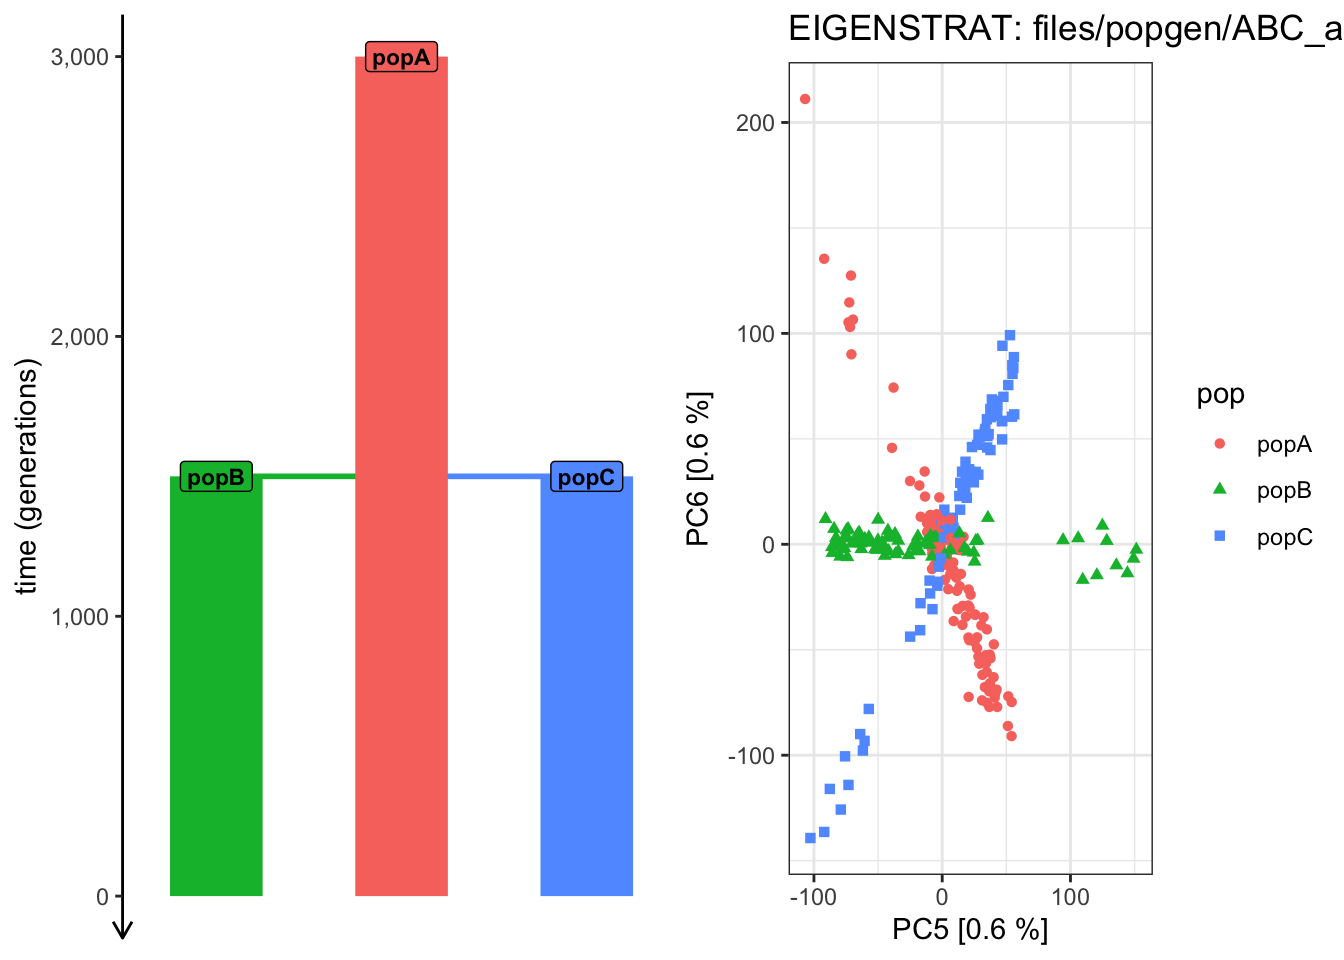 time (generations)
3,000
2,000
1,000
0
popA
popB
popC
EIGENSTRAT: files/popgen/ABC_a
PC6 [0.6 %]
200
100
0
-100
-100
0
100
PC5 [0.6 %]
pop
popA
popB
popC